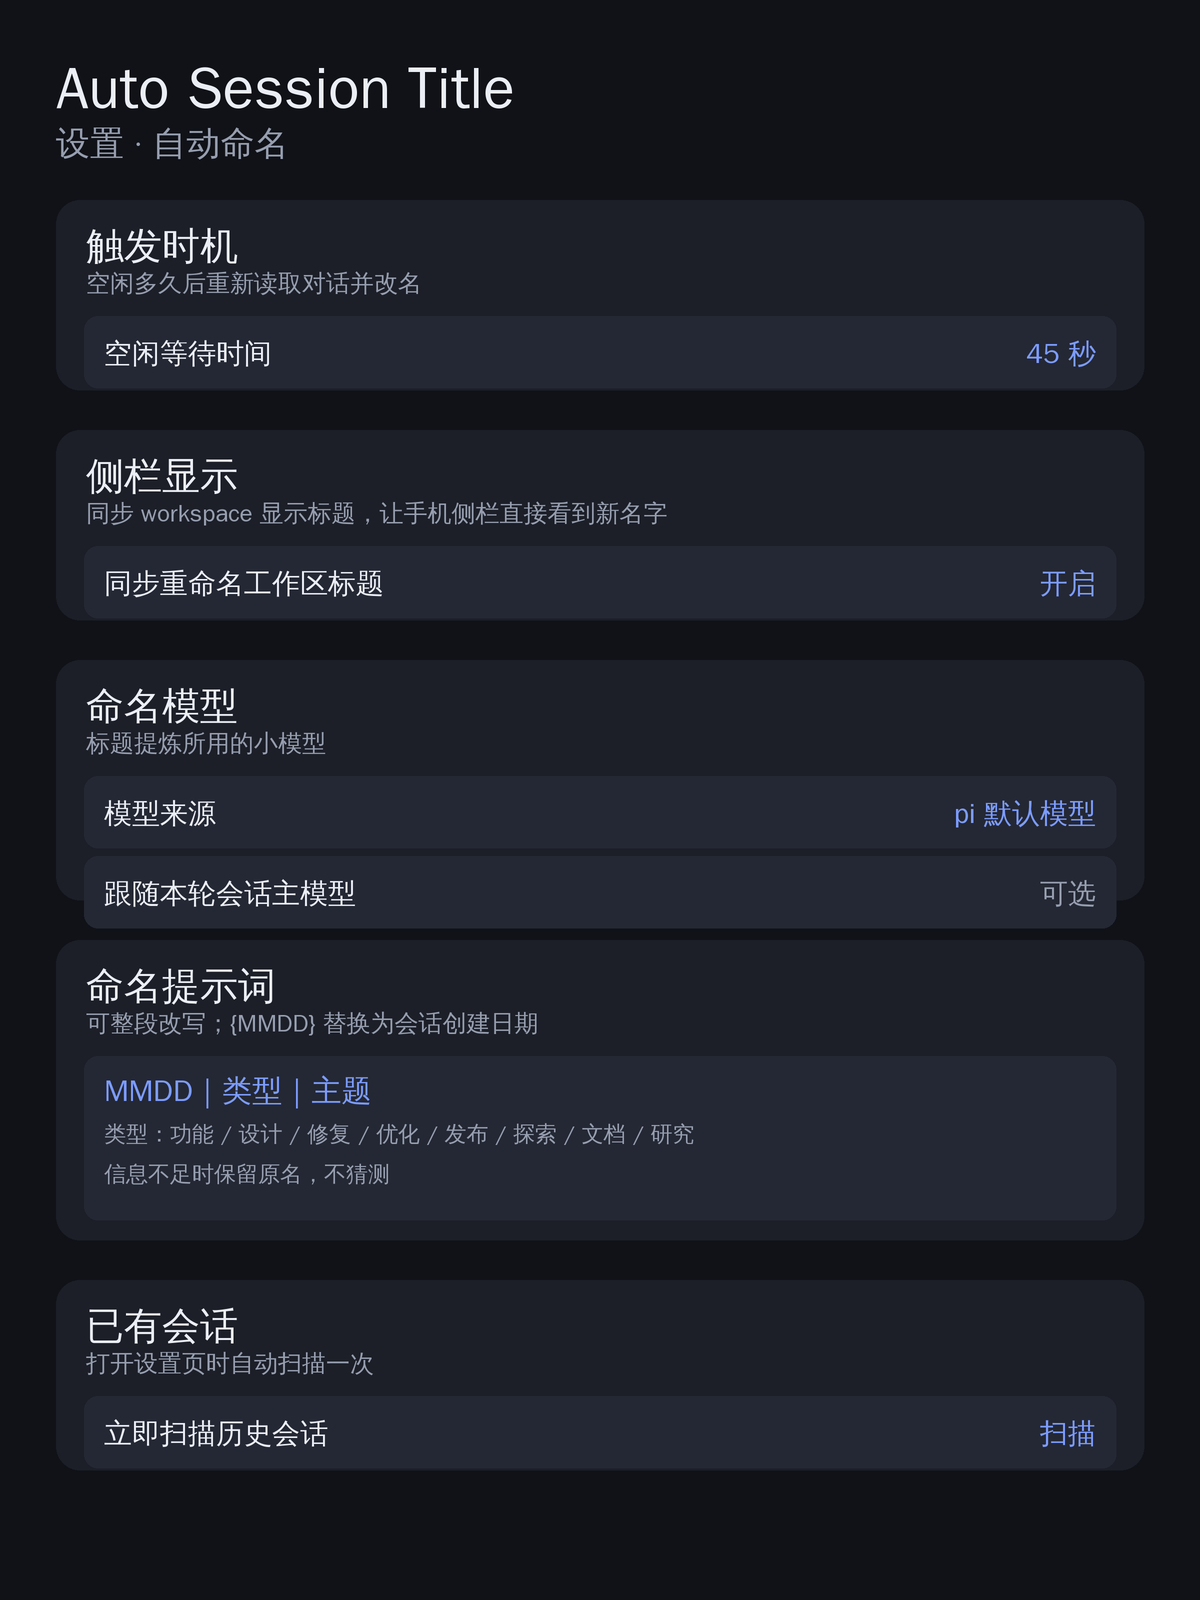 Auto Session Title
设置 · 自动命名
触发时机
空闲多久后重新读取对话并改名
空闲等待时间 45 秒
侧栏显示
同步 workspace 显示标题，让手机侧栏直接看到新名字
同步重命名工作区标题 开启
命名模型
标题提炼所用的小模型
模型来源 pi 默认模型
跟随本轮会话主模型 可选
命名提示词
可整段改写；{MMDD} 替换为会话创建日期
MMDD｜类型｜主题
类型：功能 / 设计 / 修复 / 优化 / 发布 / 探索 / 文档 / 研究
信息不足时保留原名，不猜测
已有会话
打开设置页时自动扫描一次
立即扫描历史会话 扫描